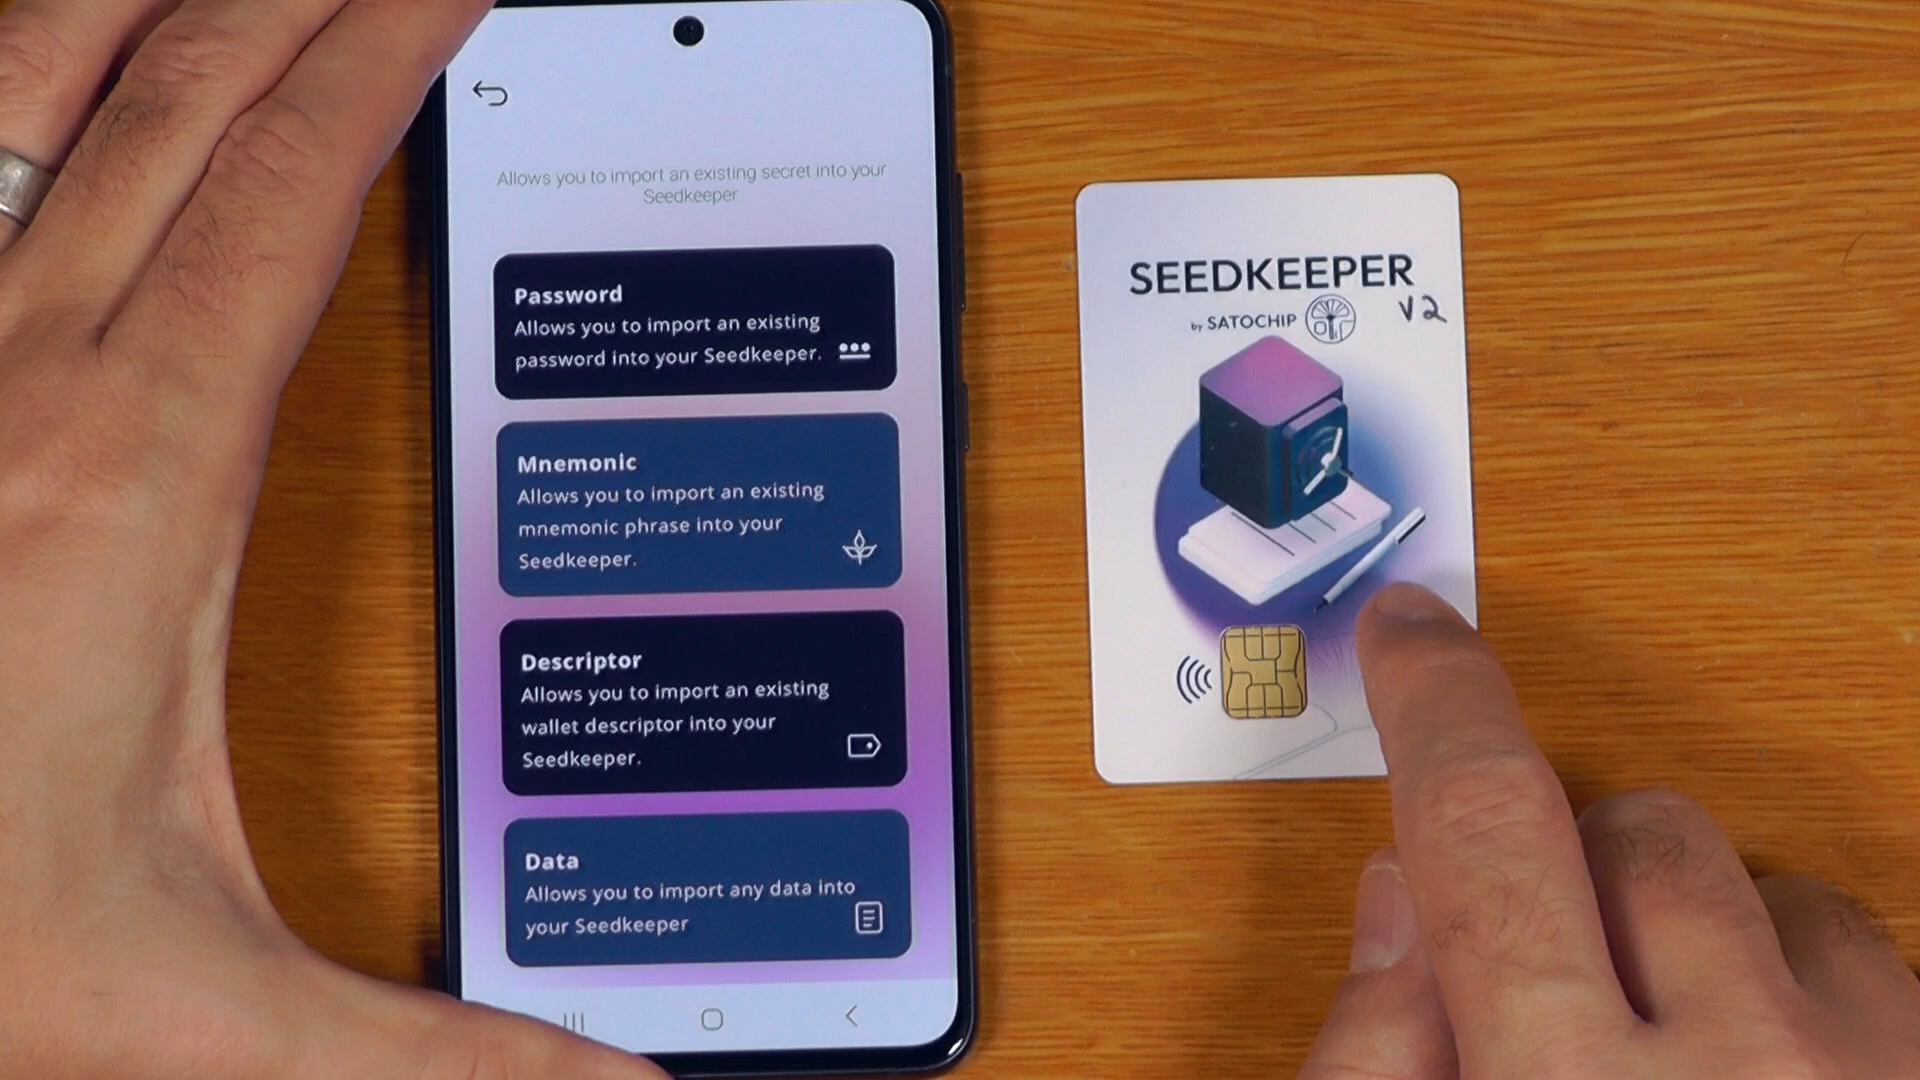 Allows you to import an existing secret into your
Seedkeeper
Password
Allows you to import an existing
password into your Seedkeeper.
Mnemonic
Allows you to import an existing
mnemonic phrase into your
Seedkeeper.
Descriptor
Allows you to import an existing
wallet descriptor into your
Seedkeeper.
Data
Allows you to import any data into
your Seedkeeper
SEEDKEEPER
by SATOCHIP
V2